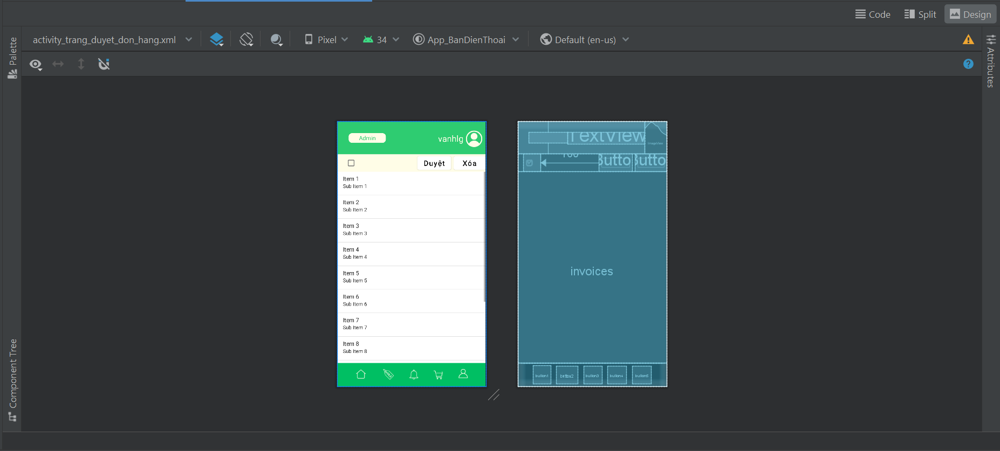 Code
Split
Design
Palette
activity_trang_duyet_don_hang.xml
Pixel
34
App_BanDienThoai
Default (en-us)
Attributes
?
Admin
vanhlg
Duyệt
Xóa
Item 1
Sub Item 1
Item 2
Sub Item 2
Item 3
Sub Item 3
Item 4
Sub Item 4
Item 5
Sub Item 5
Item 6
Sub Item 6
Item 7
Sub Item 7
Item 8
Sub Item 8
TextView
ImageView
Butto
Butto
invoices
button1
button2
button3
button4
button5
Component Tree